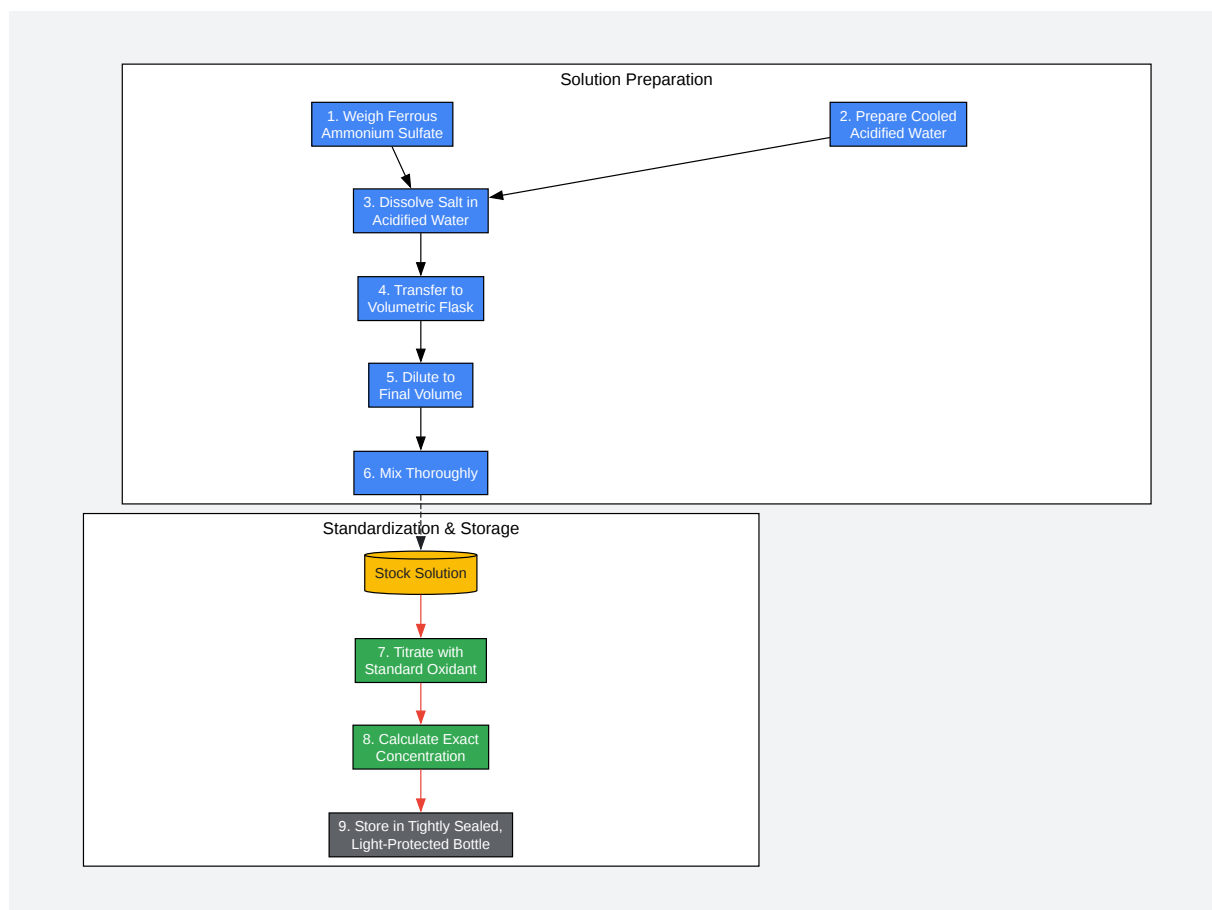 Solution Preparation
1. Weigh Ferrous
Ammonium Sulfate
2. Prepare Cooled
Acidified Water
3. Dissolve Salt in
Acidified Water
4. Transfer to
Volumetric Flask
5. Dilute to
Final Volume
6. Mix Thoroughly
Standardization & Storage
Stock Solution
7. Titrate with
Standard Oxidant
8. Calculate Exact
Concentration
9. Store in Tightly Sealed,
Light-Protected Bottle